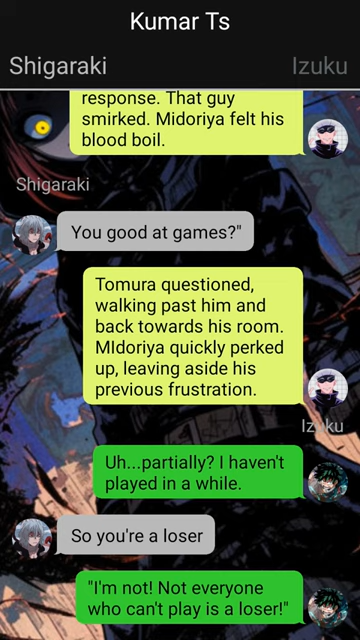 Kumar Ts
Shigaraki
Izuku
response. That guy
smirked. Midoriya felt his
blood boil.
Shigaraki
You good at games?"
Tomura questioned,
walking past him and
back towards his room.
MIdoriya quickly perked
up, leaving aside his
previous frustration.
Izuku
Uh...partially? I haven't
played in a while.
So you're a loser
"I'm not! Not everyone
who can't play is a loser!"